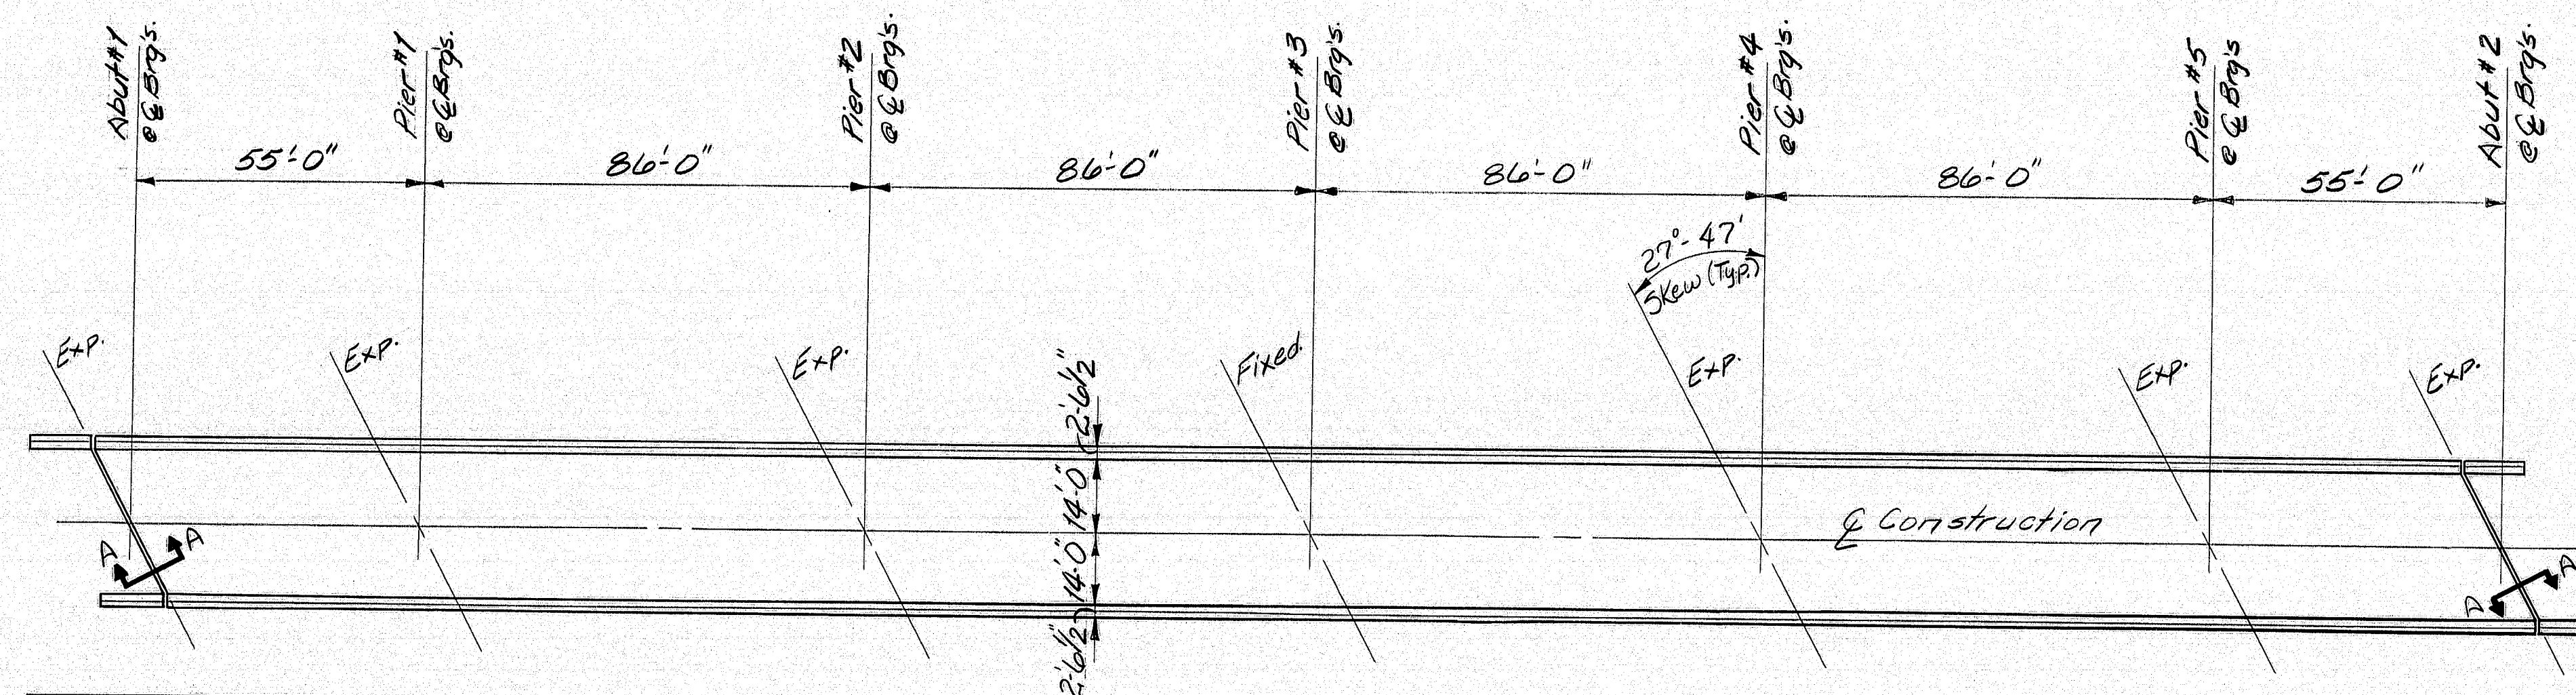 Abut #1
@ ℄ Brg's.
Pier #1
@ ℄ Brg's.
Pier #2
@ ℄ Brg's.
Pier #3
@ ℄ Brg's.
Pier #4
@ ℄ Brg's.
Pier #5
@ ℄ Brg's
Abut #2
@ ℄ Brg's.
55'-0"
86'-0"
86'-0"
86'-0"
86'-0"
55'-0"
27°-47'
Skew (Typ.)
Exp.
Exp.
Exp.
Fixed.
Exp.
Exp.
Exp.
2'-6½"
14'-0"
14'-0"
2'-6½"
℄ Construction
A
A
D
D